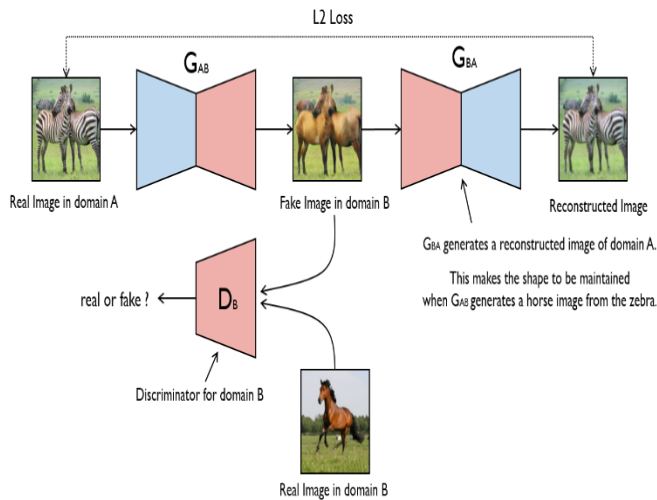 L2 Loss
GAB
GBA
Real Image in domain A
Fake Image in domain B
Reconstructed Image
GBA generates a reconstructed image of domain A.
This makes the shape to be maintained
when GAB generates a horse image from the zebra.
real or fake ?
DB
Discriminator for domain B
Real Image in domain B